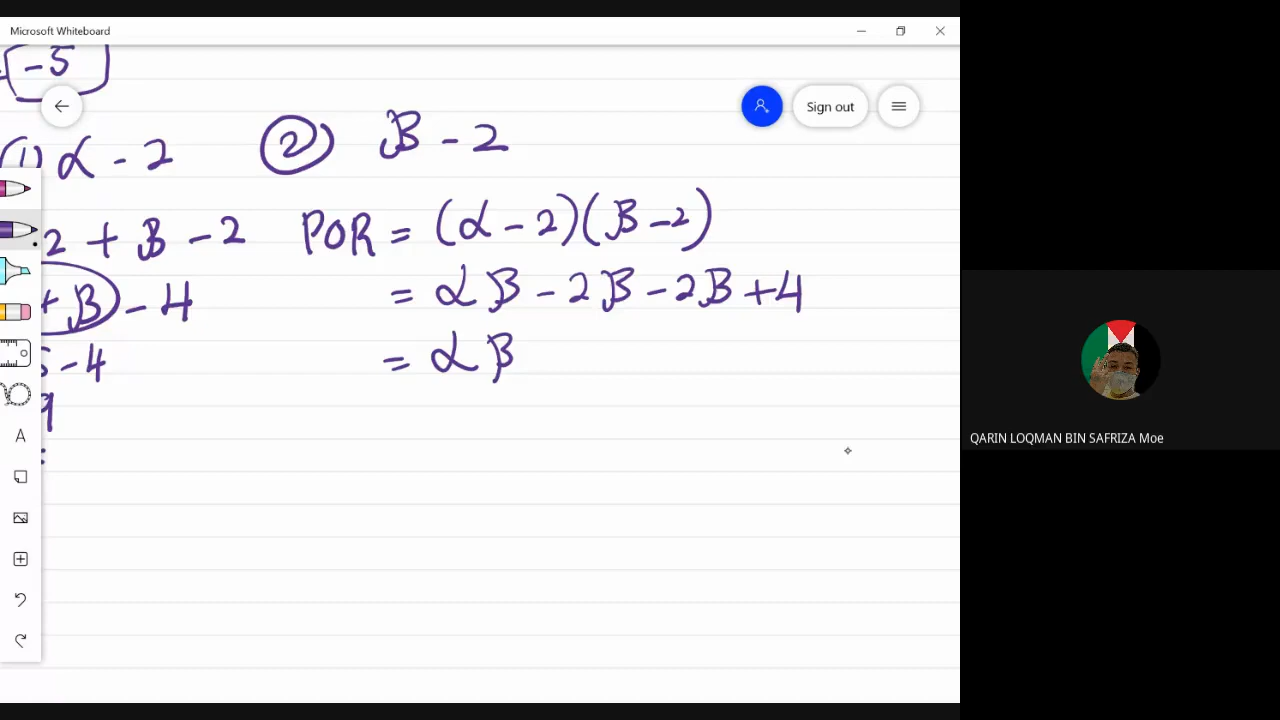 Microsoft Whiteboard
-5
Sign out
(1) α - 2 (2) β - 2
2 + β - 2 POR = (α - 2)(β - 2)
+ β) - 4 = αβ - 2β - 2β + 4
- 4 = αβ
9
A
QARIN LOQMAN BIN SAFRIZA Moe